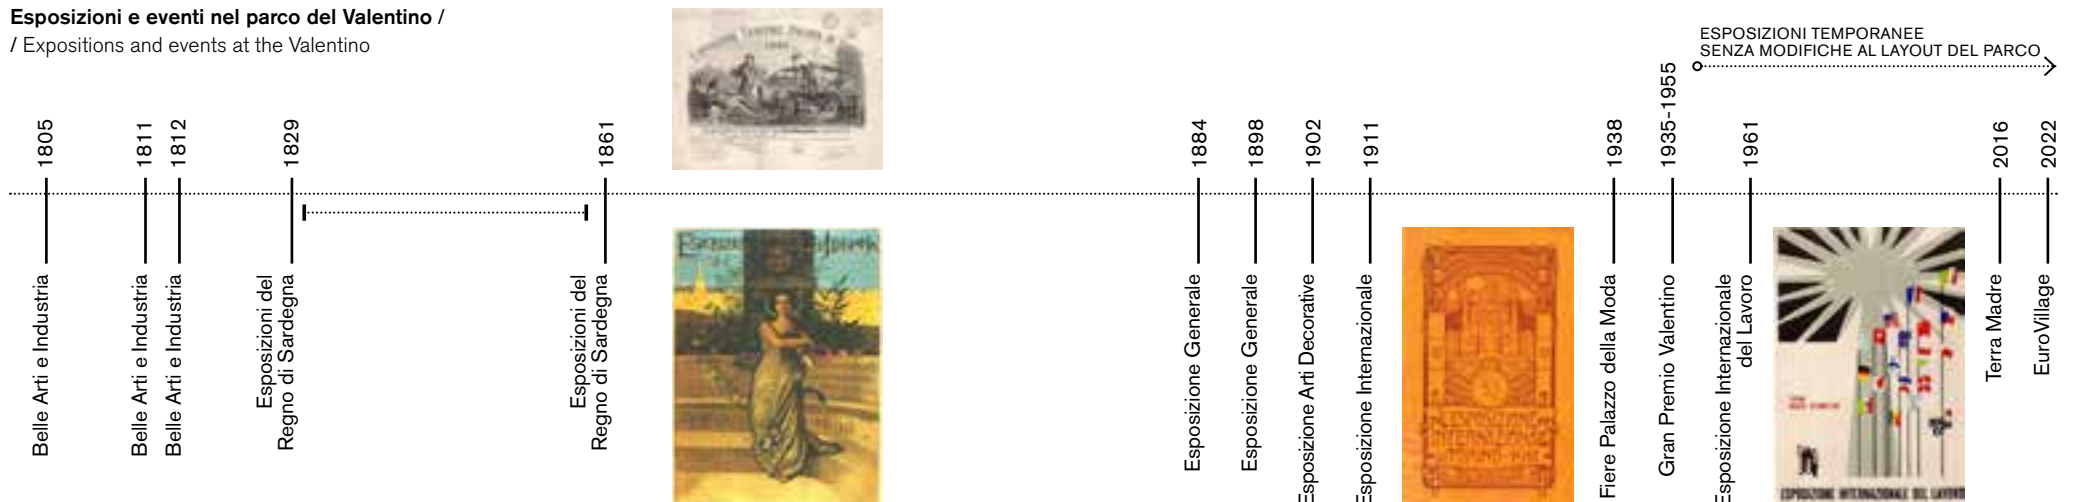 Esposizioni e eventi nel parco del Valentino /
/ Expositions and events at the Valentino
ESPOSIZIONI TEMPORANEE
SENZA MODIFICHE AL LAYOUT DEL PARCO
1805
Belle Arti e Industria
1811
Belle Arti e Industria
1812
Belle Arti e Industria
1829
Esposizioni del
Regno di Sardegna
1861
Esposizioni del
Regno di Sardegna
1884
Esposizione Generale
1898
Esposizione Generale
1902
Esposizione Arti Decorative
1911
Esposizione Internazionale
1938
Fiere Palazzo della Moda
1935-1955
Gran Premio Valentino
1961
Esposizione Internazionale
del Lavoro
2016
Terra Madre
2022
EuroVillage
ESPOSIZIONE INTERNAZIONALE DEL LAVORO